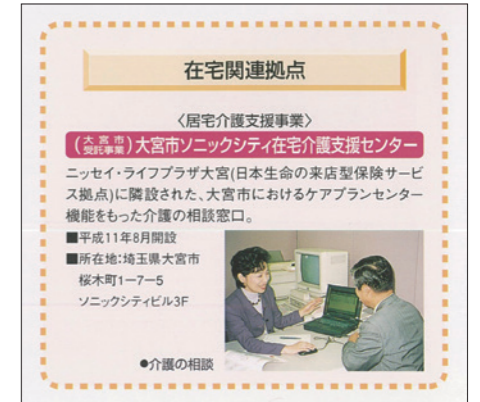 在宅関連拠点
〈居宅介護支援事業〉
(大宮市受託事業)大宮市ソニックシティ在宅介護支援センター
ニッセイ・ライフプラザ大宮(日本生命の来店型保険サービ
ス拠点)に隣設された、大宮市におけるケアプランセンター
機能をもった介護の相談窓口。
■平成11年8月開設
■所在地:埼玉県大宮市
桜木町1ー7ー5
ソニックシティビル3F
●介護の相談